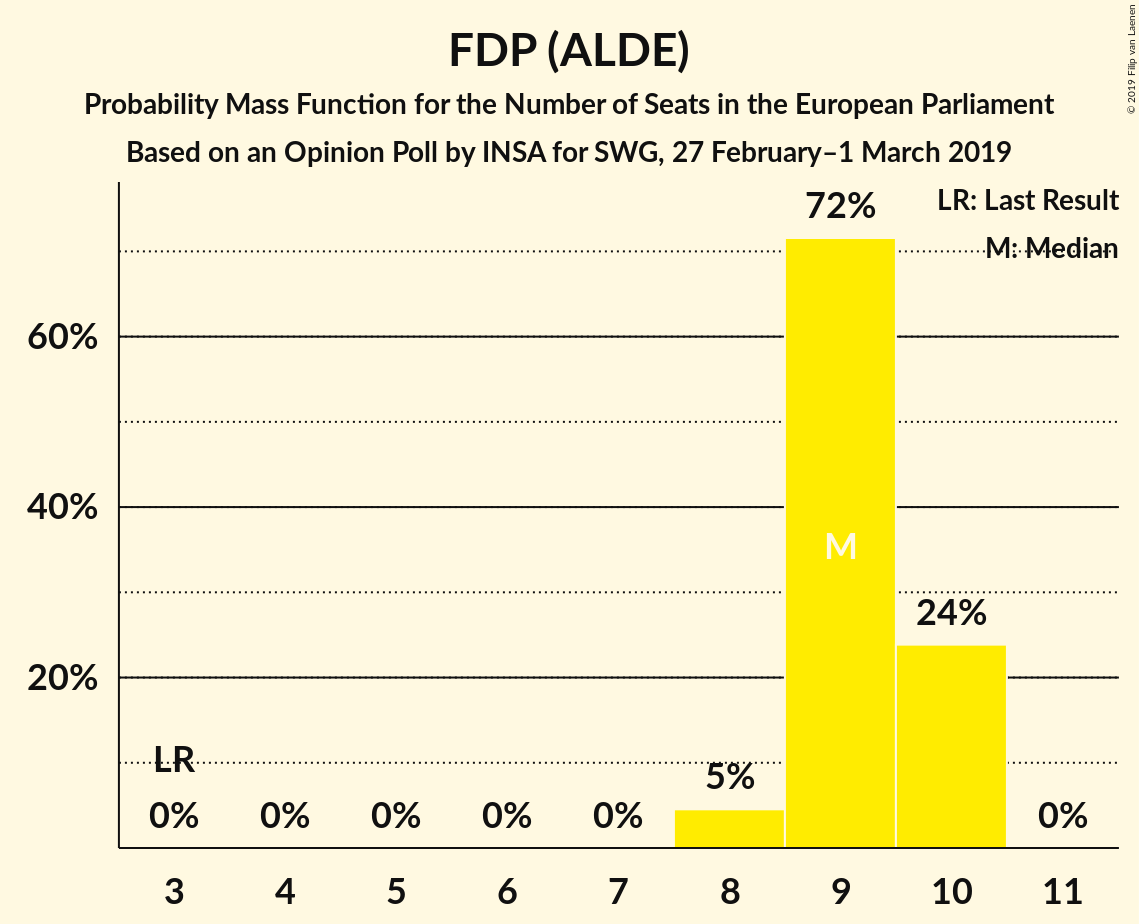 FDP (ALDE)
Probability Mass Function for the Number of Seats in the European Parliament
Based on an Opinion Poll by INSA for SWG, 27 February–1 March 2019
© 2019 Filip van Laenen
LR: Last Result
M: Median
72%
60%
40%
M
24%
20%
LR
5%
0% 0% 0% 0% 0% 0%
3 4 5 6 7 8 9 10 11